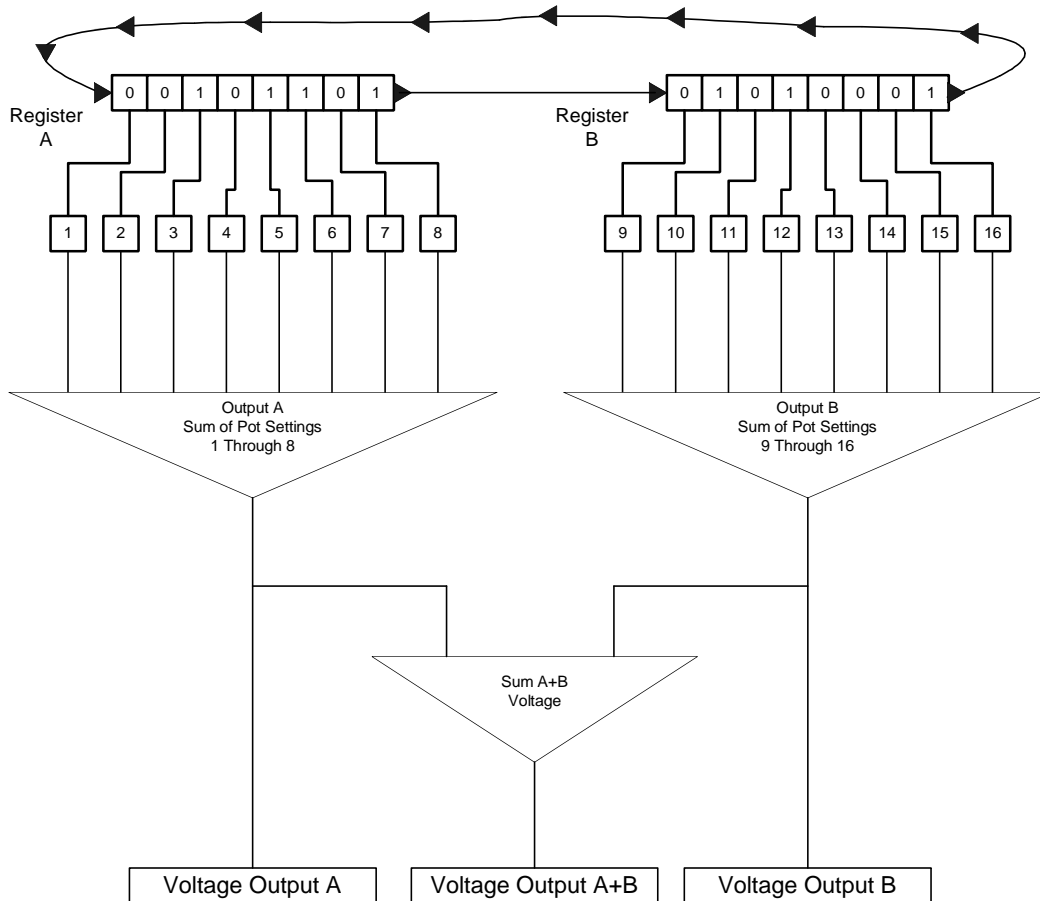 0 0 1 0 1 1 0 1
0 1 0 1 0 0 0 1
Register
A
Register
B
1 2 3 4 5 6 7 8
9 10 11 12 13 14 15 16
Output A
Sum of Pot Settings
1 Through 8
Output B
Sum of Pot Settings
9 Through 16
Sum A+B
Voltage
Voltage Output A
Voltage Output A+B
Voltage Output B